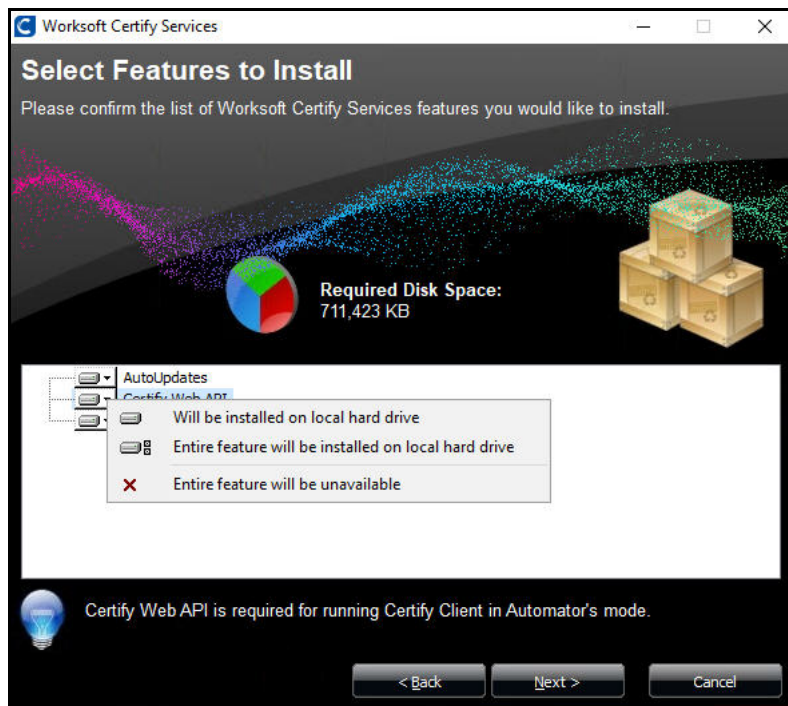 Worksoft Certify Services
Select Features to Install
Please confirm the list of Worksoft Certify Services features you would like to install.
Required Disk Space:
711,423 KB
AutoUpdates
Certify Web API
Will be installed on local hard drive
Entire feature will be installed on local hard drive
Entire feature will be unavailable
Certify Web API is required for running Certify Client in Automator's mode.
< Back
Next >
Cancel